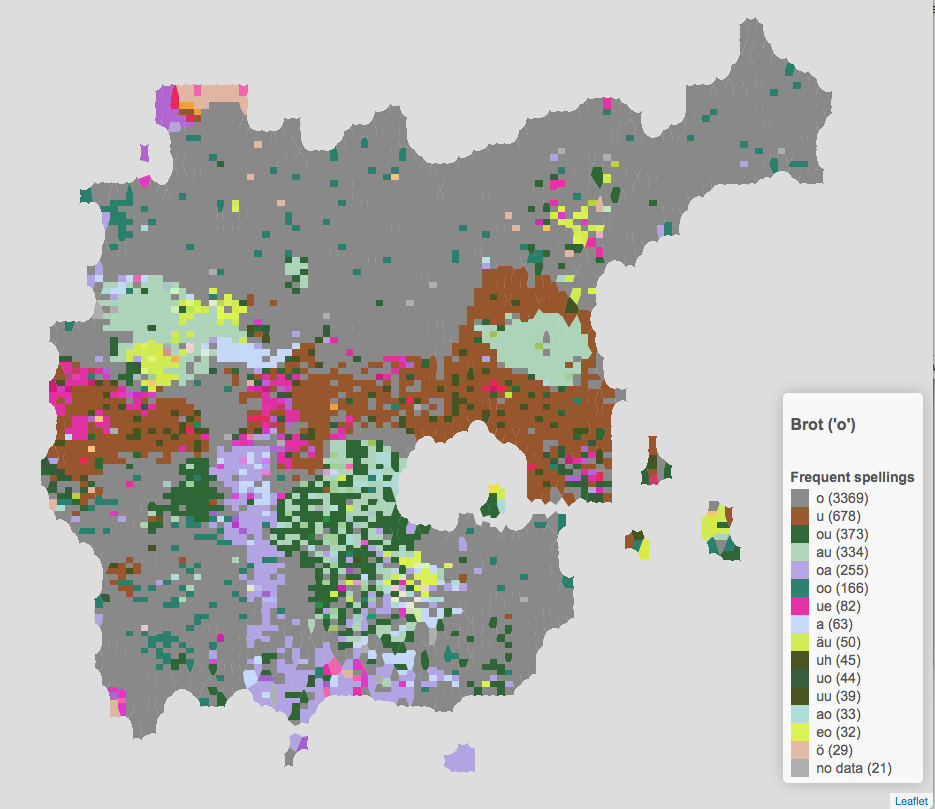 Brot ('o')
Frequent spellings
o (3369)
u (678)
ou (373)
au (334)
oa (255)
oo (166)
ue (82)
a (63)
äu (50)
uh (45)
uo (44)
uu (39)
ao (33)
eo (32)
ö (29)
no data (21)
Leaflet